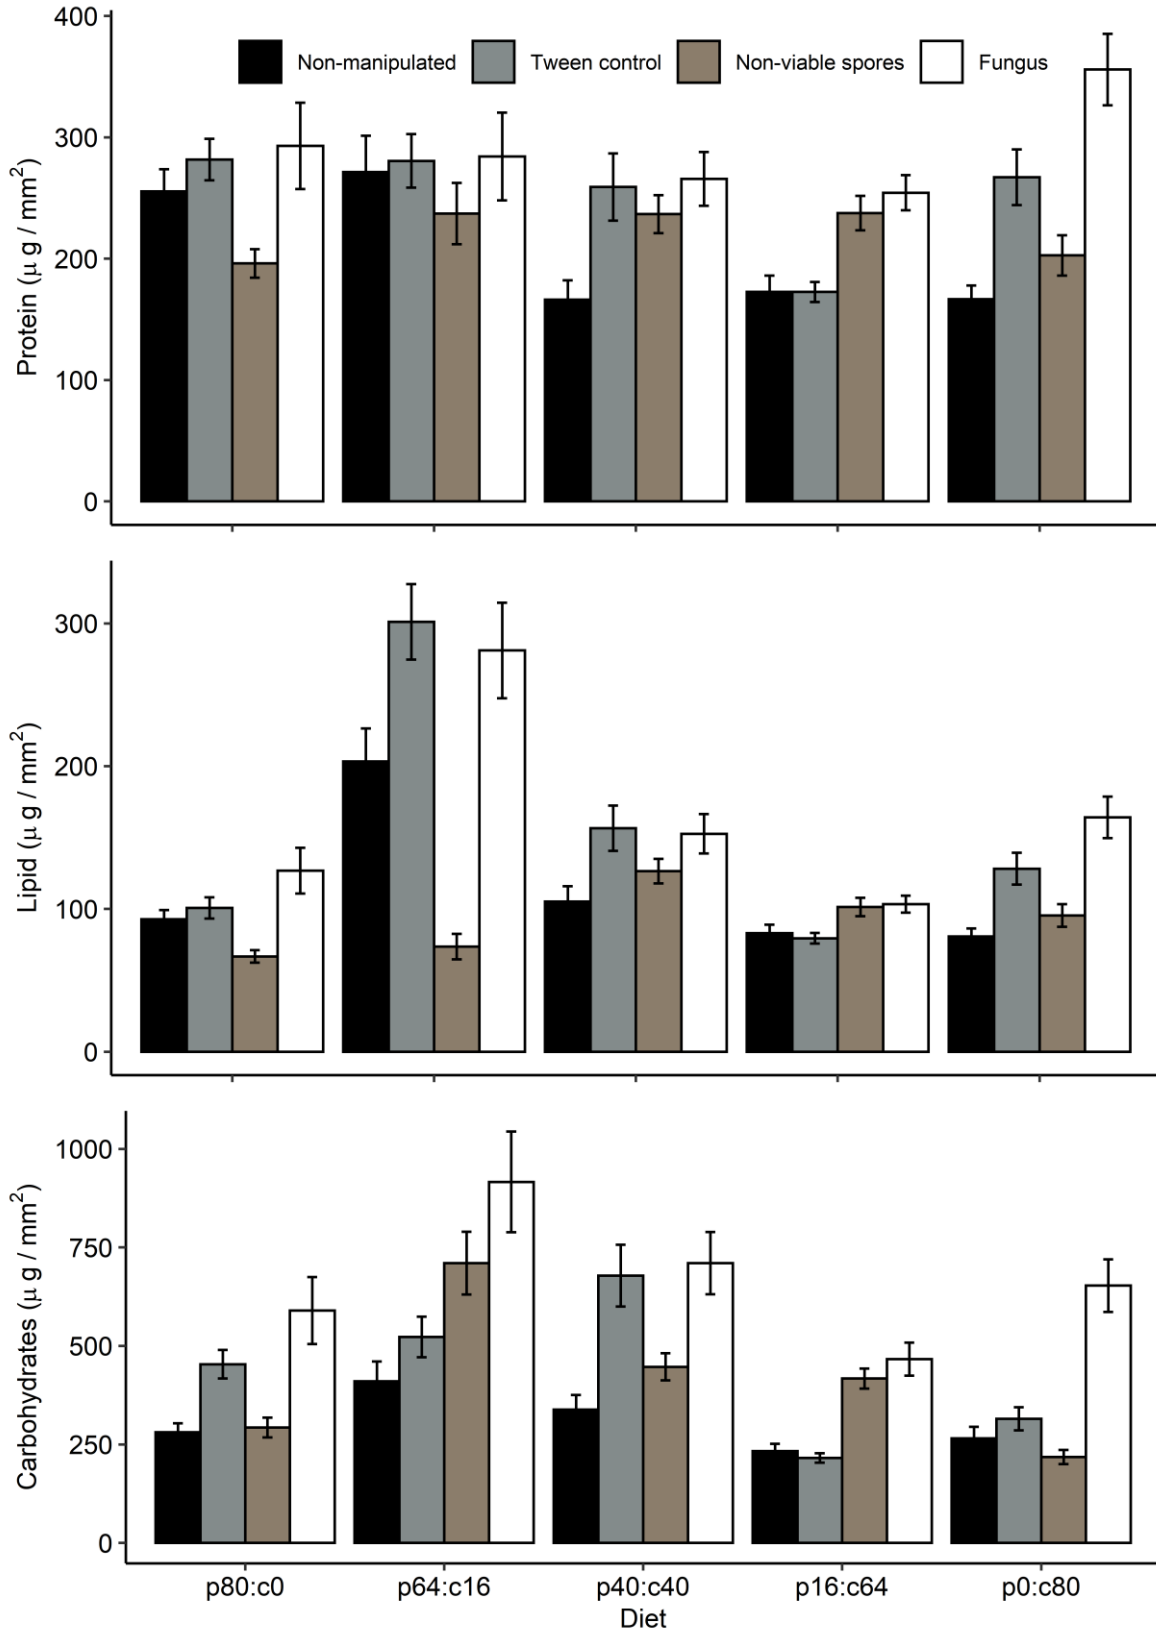 400
Non-manipulated Tween control Non-viable spores Fungus
300
200
100
0
Protein (μ g / mm²)
300
200
100
0
Lipid (μ g / mm²)
1000
750
500
250
0
Carbohydrates (μ g / mm²)
p80:c0 p64:c16 p40:c40 p16:c64 p0:c80
Diet